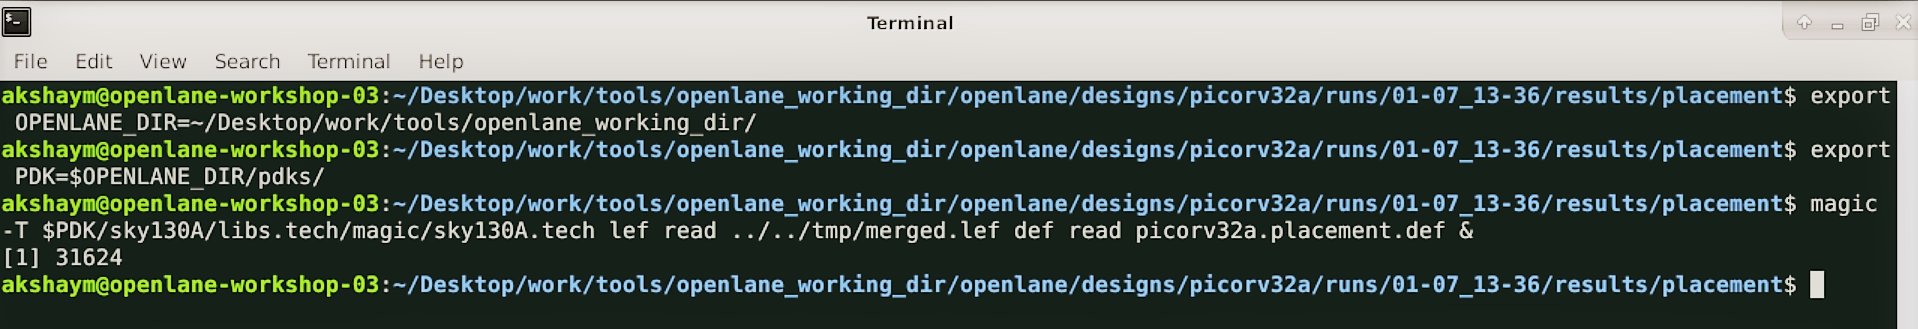 Terminal
File Edit View Search Terminal Help
akshaym@openlane-workshop-03:~/Desktop/work/tools/openlane_working_dir/openlane/designs/picorv32a/runs/01-07_13-36/results/placement$ export
OPENLANE_DIR=~/Desktop/work/tools/openlane_working_dir/
akshaym@openlane-workshop-03:~/Desktop/work/tools/openlane_working_dir/openlane/designs/picorv32a/runs/01-07_13-36/results/placement$ export
PDK=$OPENLANE_DIR/pdks/
akshaym@openlane-workshop-03:~/Desktop/work/tools/openlane_working_dir/openlane/designs/picorv32a/runs/01-07_13-36/results/placement$ magic
-T $PDK/sky130A/libs.tech/magic/sky130A.tech lef read ../../tmp/merged.lef def read picorv32a.placement.def &
[1] 31624
akshaym@openlane-workshop-03:~/Desktop/work/tools/openlane_working_dir/openlane/designs/picorv32a/runs/01-07_13-36/results/placement$